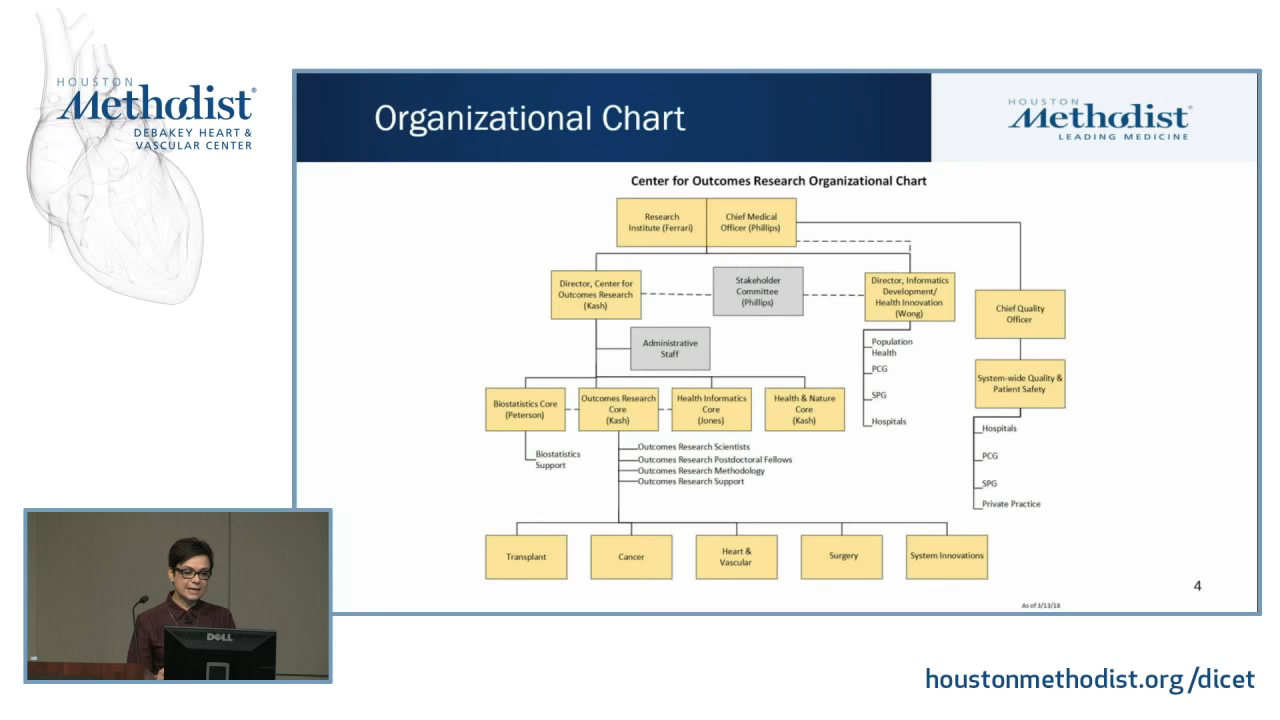 HOUSTON
Methodist®
DEBAKEY HEART &
VASCULAR CENTER
Organizational Chart
HOUSTON
Methodist®
LEADING MEDICINE
Center for Outcomes Research Organizational Chart
Research
Institute (Ferrari)
Chief Medical
Officer (Phillips)
Director, Center for
Outcomes Research
(Kash)
Stakeholder
Committee
(Phillips)
Director, Informatics
Development/
Health Innovation
(Wong)
Chief Quality
Officer
Administrative
Staff
Population
Health
PCG
SPG
Hospitals
System-wide Quality &
Patient Safety
Biostatistics Core
(Peterson)
Outcomes Research
Core
(Kash)
Health Informatics
Core
(Jones)
Health & Nature
Core
(Kash)
Hospitals
PCG
SPG
Private Practice
Biostatistics
Support
Outcomes Research Scientists
Outcomes Research Postdoctoral Fellows
Outcomes Research Methodology
Outcomes Research Support
Transplant
Cancer
Heart &
Vascular
Surgery
System Innovations
4
As of 3/13/18
DELL
houstonmethodist.org/dicet